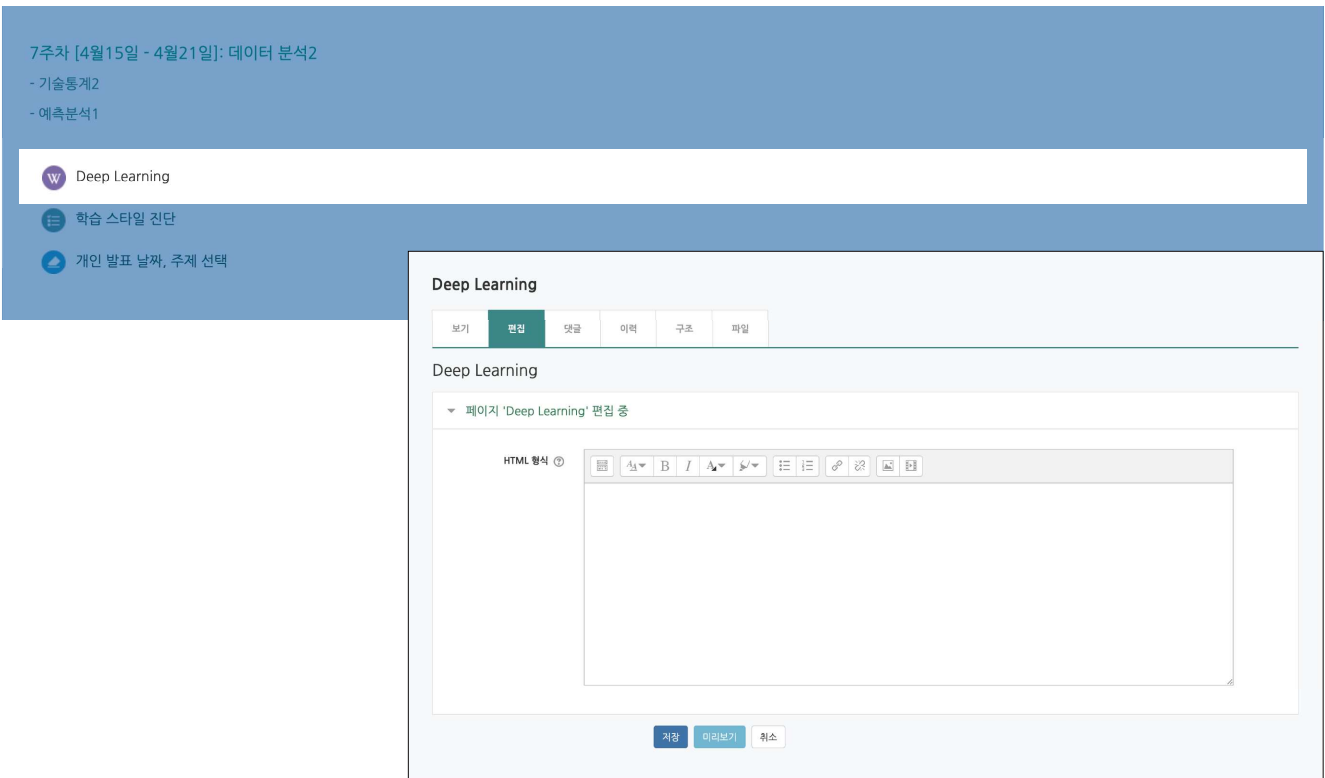 7주차 [4월15일 - 4월21일]: 데이터 분석2
- 기술통계2
- 예측분석1
W Deep Learning
학습 스타일 진단
개인 발표 날짜, 주제 선택
Deep Learning
보기 편집 댓글 이력 구조 파일
Deep Learning
페이지 'Deep Learning' 편집 중
HTML 형식
저장 미리보기 취소